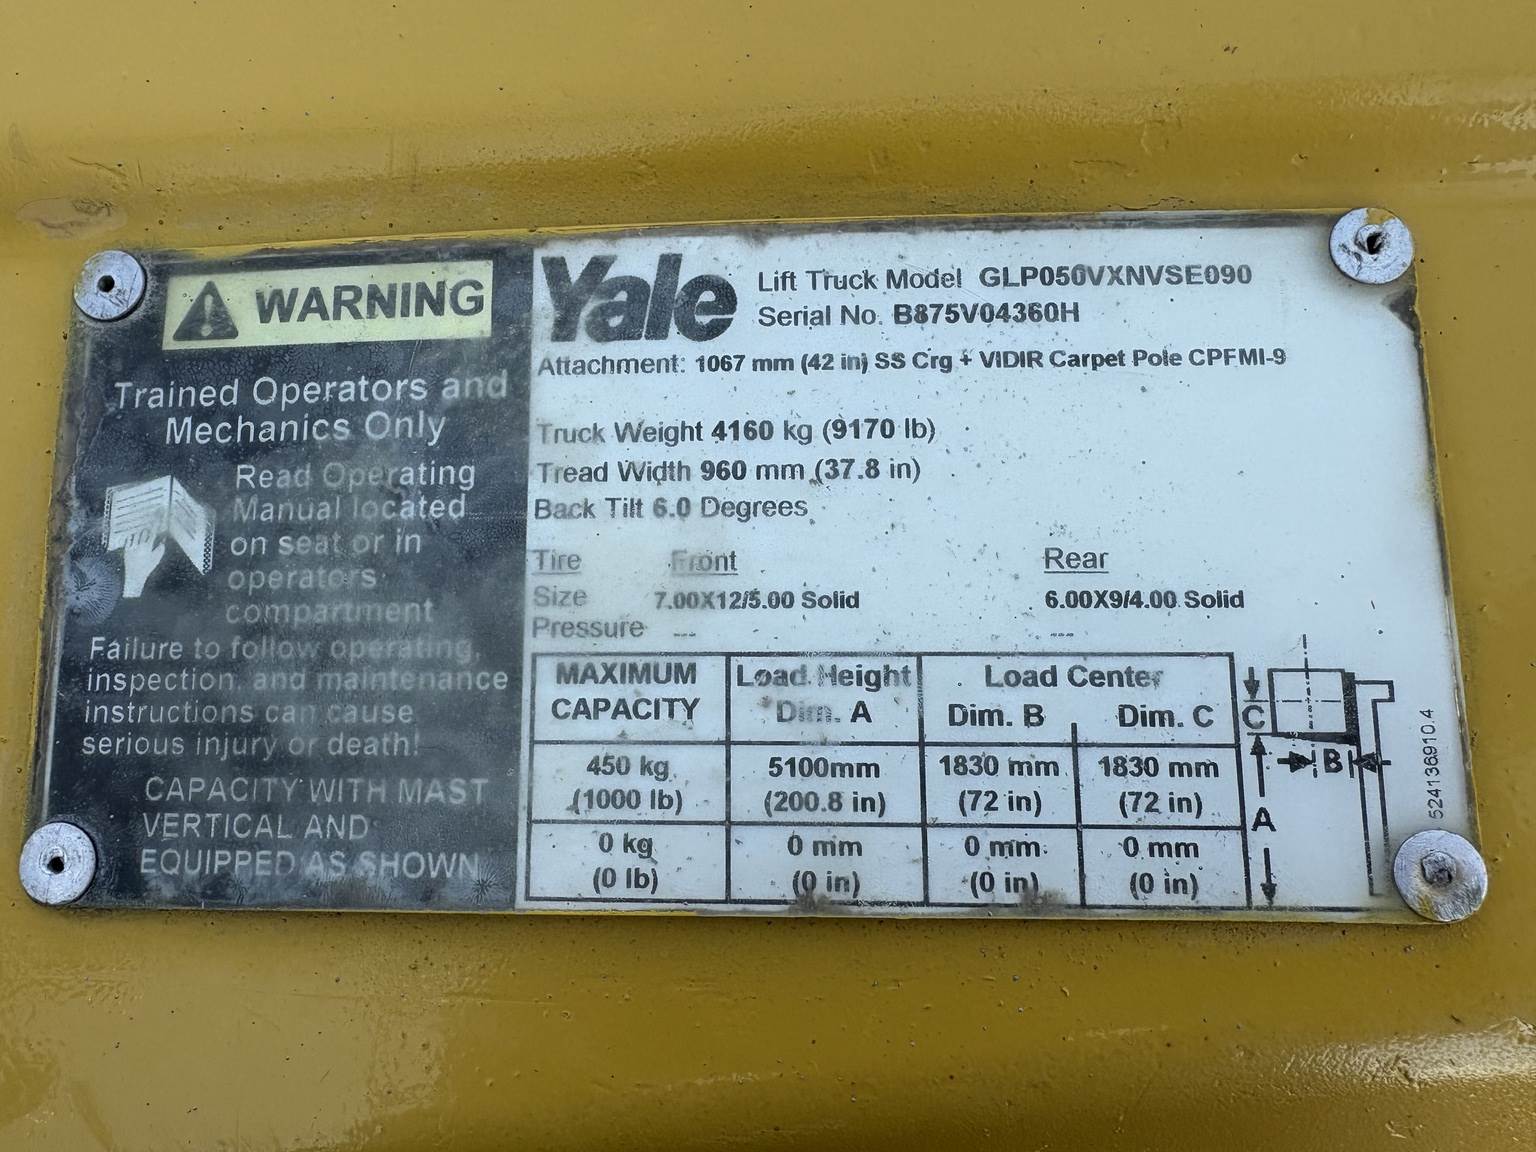 WARNING
Trained Operators and
Mechanics Only
Read Operating
Manual located
on seat or in
operators
compartment
Failure to follow operating,
inspection, and maintenance
instructions can cause
serious injury or death!
CAPACITY WITH MAST
VERTICAL AND
EQUIPPED AS SHOWN
Yale
Lift Truck Model GLP050VXNVSE090
Serial No. B875V04360H
Attachment: 1067 mm (42 in) SS Crg + VIDIR Carpet Pole CPFMI-9
Truck Weight 4160 kg (9170 lb)
Tread Width 960 mm (37.8 in)
Back Tilt 6.0 Degrees
Tire Front Rear
Size 7.00X12/5.00 Solid 6.00X9/4.00 Solid
Pressure --- ---
MAXIMUM CAPACITY Load Height Dim. A Load Center Dim. B Dim. C
450 kg 5100mm 1830 mm 1830 mm
(1000 lb) (200.8 in) (72 in) (72 in)
0 kg 0 mm 0 mm 0 mm
(0 lb) (0 in) (0 in) (0 in)
C
B
A
524136910.4